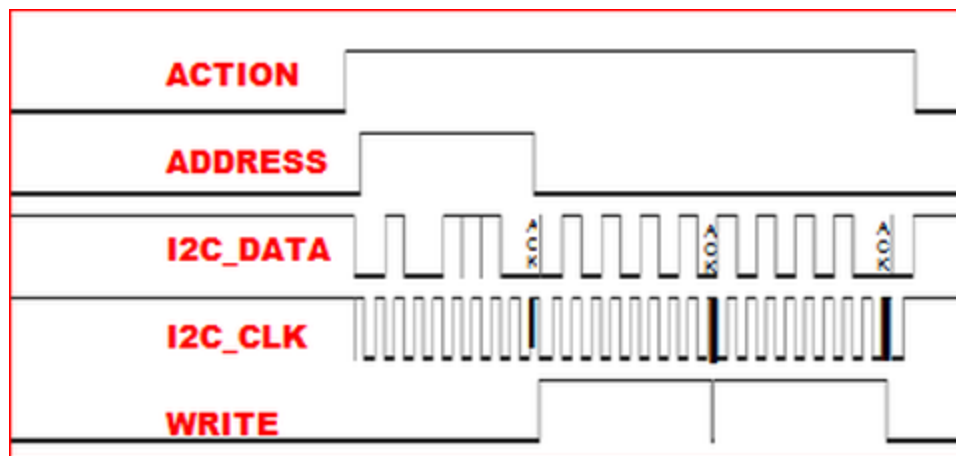 ACTION
ADDRESS
I2C_DATA
ACK
ACK
ACK
I2C_CLK
WRITE